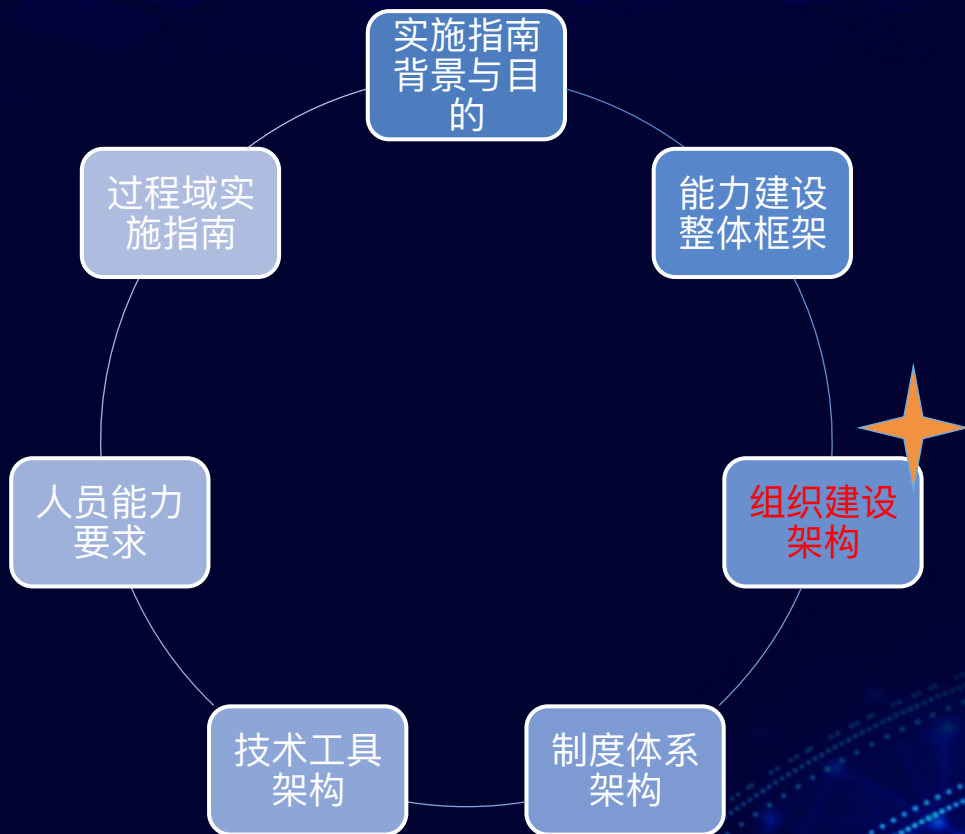 实施指南
背景与目
的
能力建设
整体框架
组织建设
架构
制度体系
架构
技术工具
架构
人员能力
要求
过程域实
施指南